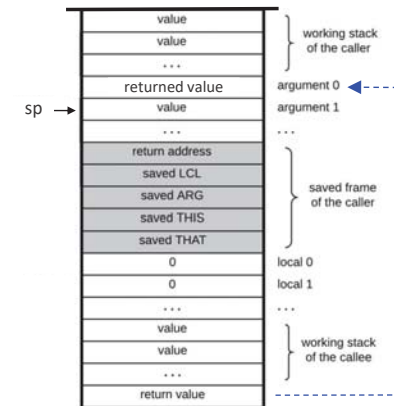 value
value
...
working stack
of the caller
returned value
argument 0
sp
value
argument 1
...
...
return address
saved LCL
saved ARG
saved THIS
saved THAT
saved frame
of the caller
0
local 0
0
local 1
...
...
value
value
...
working stack
of the callee
return value